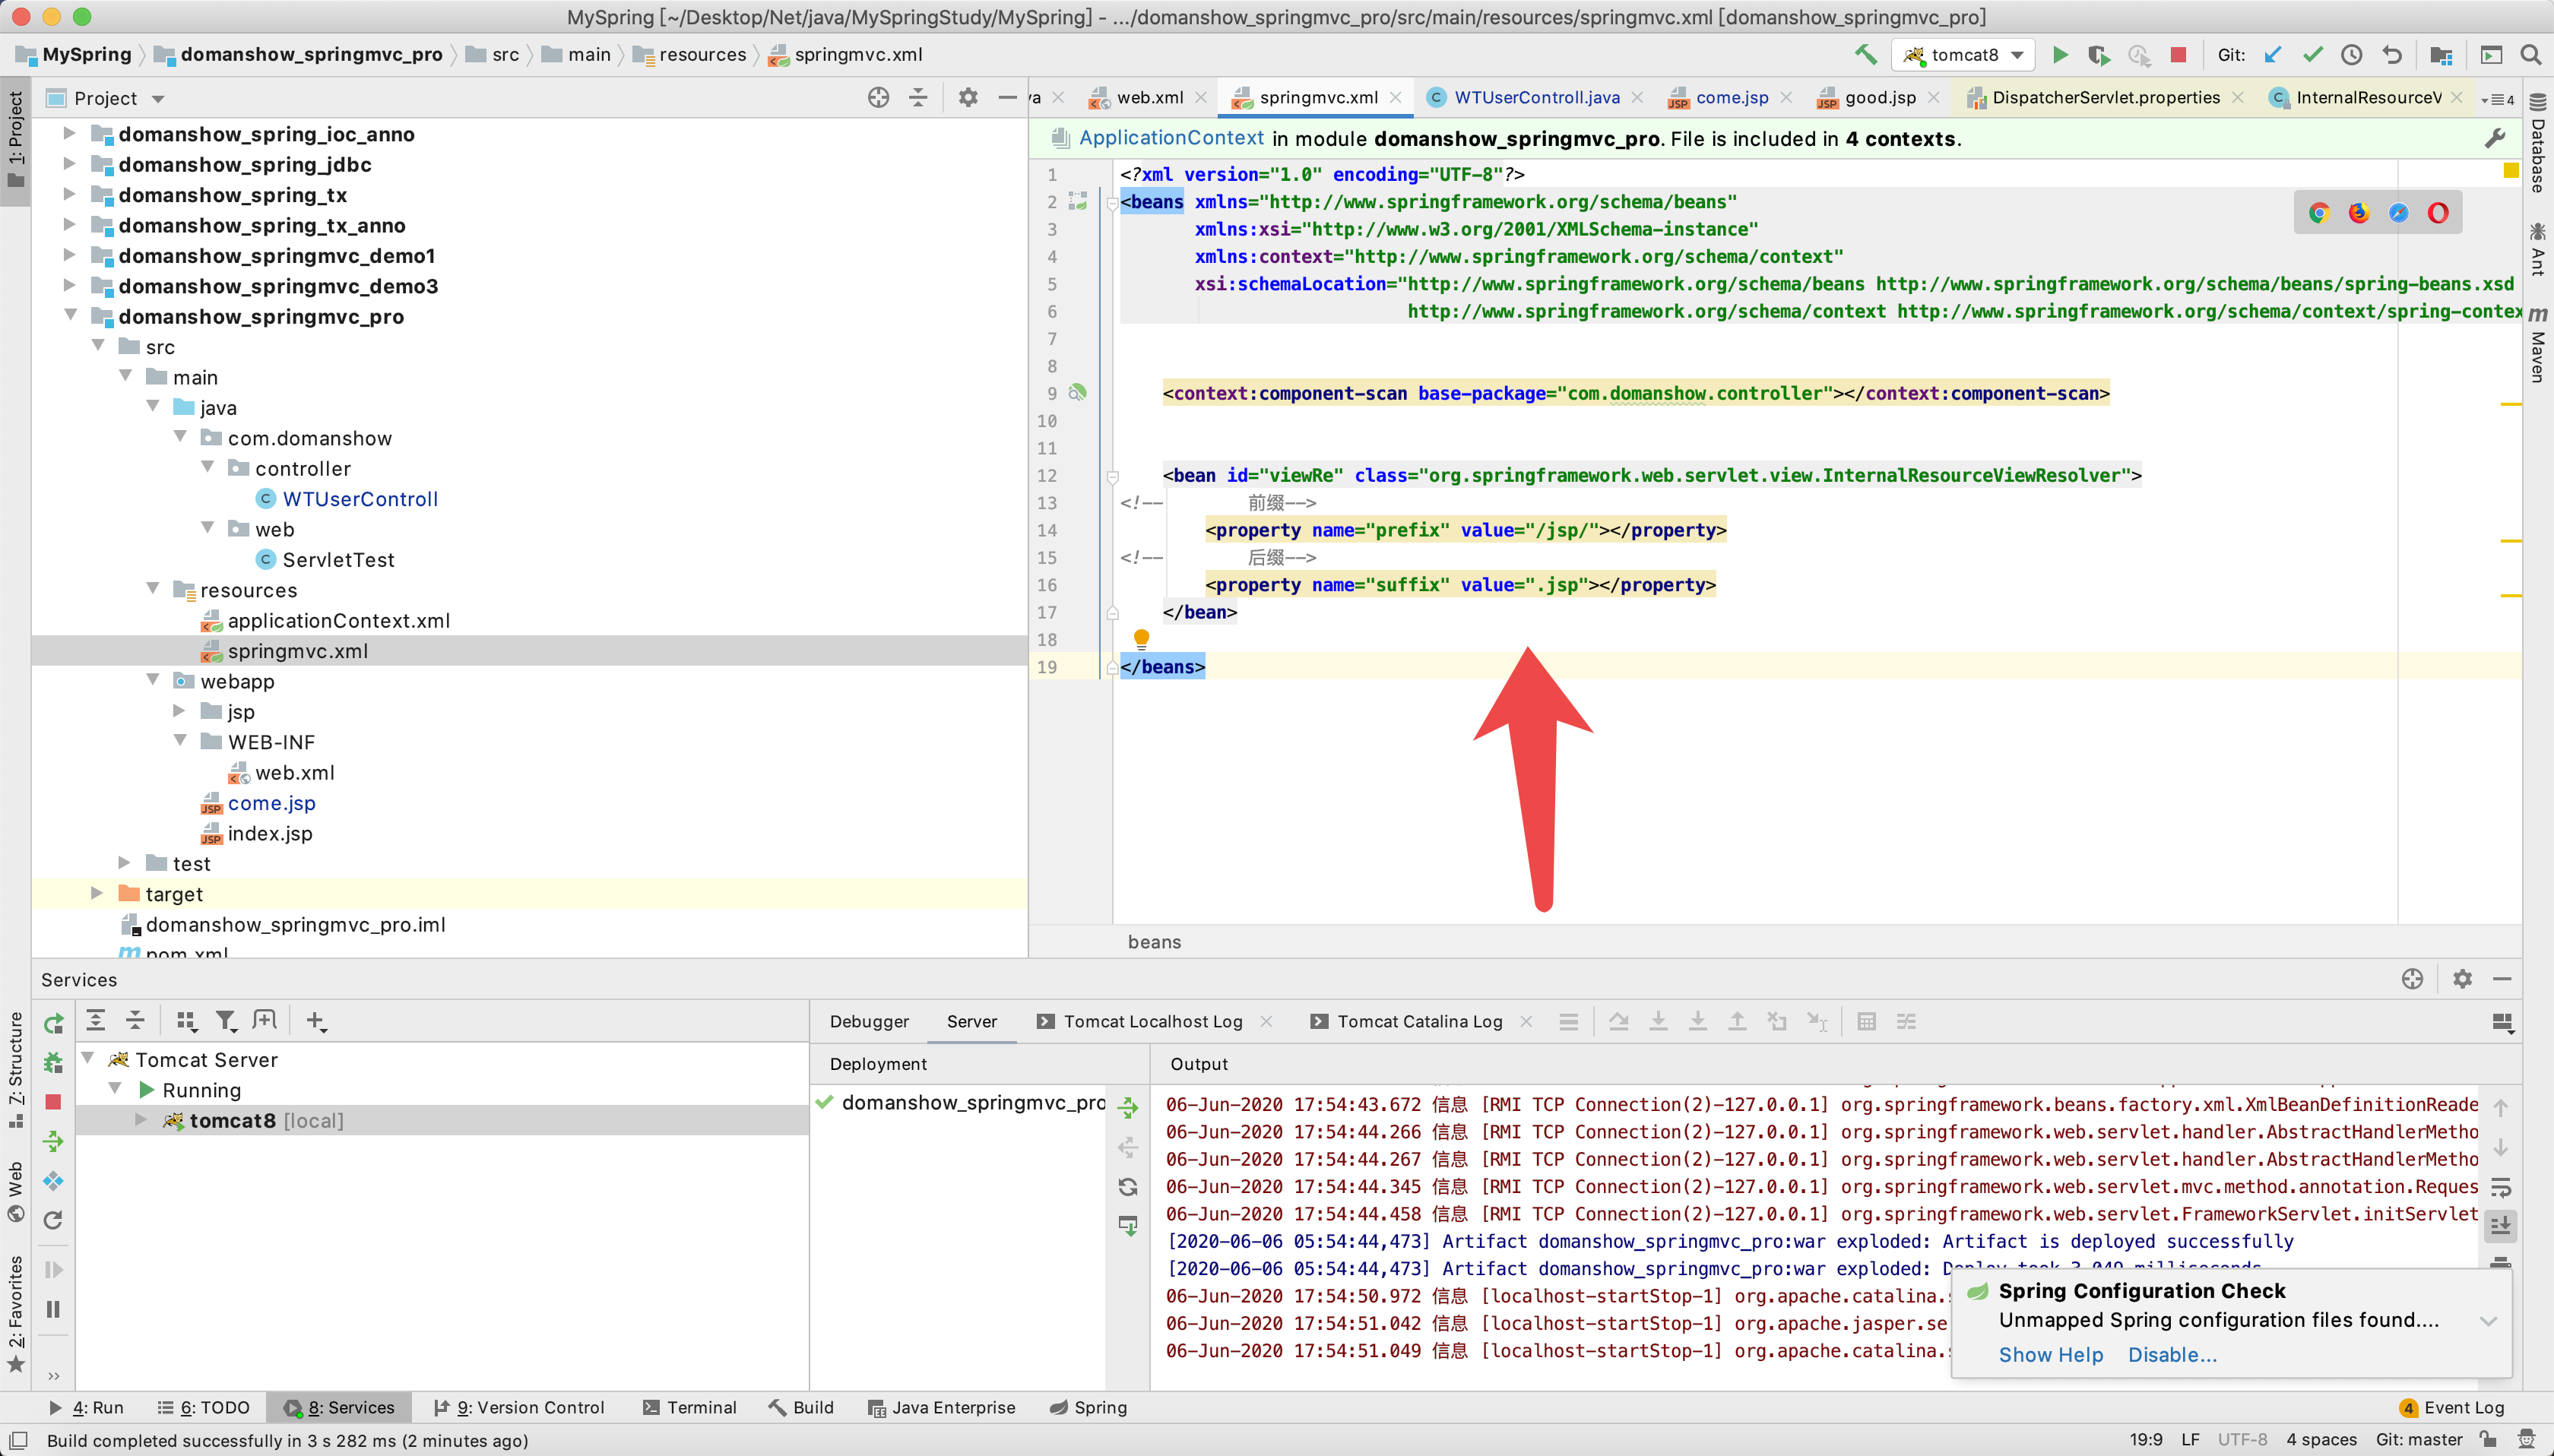 MySpring [~/Desktop/Net/java/MySpringStudy/MySpring] - .../domanshow_springmvc_pro/src/main/resources/springmvc.xml [domanshow_springmvc_pro]
MySpring domanshow_springmvc_pro src main resources springmvc.xml tomcat8 Git:
Project
va web.xml springmvc.xml WTUserControll.java come.jsp good.jsp DispatcherServlet.properties InternalResourceV 4
1: Project
domanshow_spring_ioc_anno
domanshow_spring_jdbc
domanshow_spring_tx
domanshow_spring_tx_anno
domanshow_springmvc_demo1
domanshow_springmvc_demo3
domanshow_springmvc_pro
src
main
java
com.domanshow
controller
WTUserControll
web
ServletTest
resources
applicationContext.xml
springmvc.xml
webapp
jsp
WEB-INF
web.xml
come.jsp
index.jsp
test
target
domanshow_springmvc_pro.iml
pom.xml
ApplicationContext in module domanshow_springmvc_pro. File is included in 4 contexts.
1 <?xml version="1.0" encoding="UTF-8"?>
2 <beans xmlns="http://www.springframework.org/schema/beans"
3 xmlns:xsi="http://www.w3.org/2001/XMLSchema-instance"
4 xmlns:context="http://www.springframework.org/schema/context"
5 xsi:schemaLocation="http://www.springframework.org/schema/beans http://www.springframework.org/schema/beans/spring-beans.xsd
6 http://www.springframework.org/schema/context http://www.springframework.org/schema/context/spring-contex
7
8
9 <context:component-scan base-package="com.domanshow.controller"></context:component-scan>
10
11
12 <bean id="viewRe" class="org.springframework.web.servlet.view.InternalResourceViewResolver">
13 <!-- 前缀-->
14 <property name="prefix" value="/jsp/"></property>
15 <!-- 后缀-->
16 <property name="suffix" value=".jsp"></property>
17 </bean>
18
19 </beans>
beans
Database
Ant
Maven
Services
7: Structure
Web
2: Favorites
Tomcat Server
Running
tomcat8 [local]
Debugger Server Tomcat Localhost Log Tomcat Catalina Log
Deployment Output
domanshow_springmvc_pro
06-Jun-2020 17:54:43.672 信息 [RMI TCP Connection(2)-127.0.0.1] org.springframework.beans.factory.xml.XmlBeanDefinitionReade
06-Jun-2020 17:54:44.266 信息 [RMI TCP Connection(2)-127.0.0.1] org.springframework.web.servlet.handler.AbstractHandlerMetho
06-Jun-2020 17:54:44.267 信息 [RMI TCP Connection(2)-127.0.0.1] org.springframework.web.servlet.handler.AbstractHandlerMetho
06-Jun-2020 17:54:44.345 信息 [RMI TCP Connection(2)-127.0.0.1] org.springframework.web.servlet.mvc.method.annotation.Reques
06-Jun-2020 17:54:44.458 信息 [RMI TCP Connection(2)-127.0.0.1] org.springframework.web.servlet.FrameworkServlet.initServlet
[2020-06-06 05:54:44,473] Artifact domanshow_springmvc_pro:war exploded: Artifact is deployed successfully
[2020-06-06 05:54:44,473] Artifact domanshow_springmvc_pro:war exploded: Deploy took 3,049 milliseconds
06-Jun-2020 17:54:50.972 信息 [localhost-startStop-1] org.apache.catalina.s
06-Jun-2020 17:54:51.042 信息 [localhost-startStop-1] org.apache.jasper.se
06-Jun-2020 17:54:51.049 信息 [localhost-startStop-1] org.apache.catalina.s
Spring Configuration Check
Unmapped Spring configuration files found....
Show Help Disable...
4: Run 6: TODO 8: Services 9: Version Control Terminal Build Java Enterprise Spring 4 Event Log
Build completed successfully in 3 s 282 ms (2 minutes ago) 19:9 LF UTF-8 4 spaces Git: master